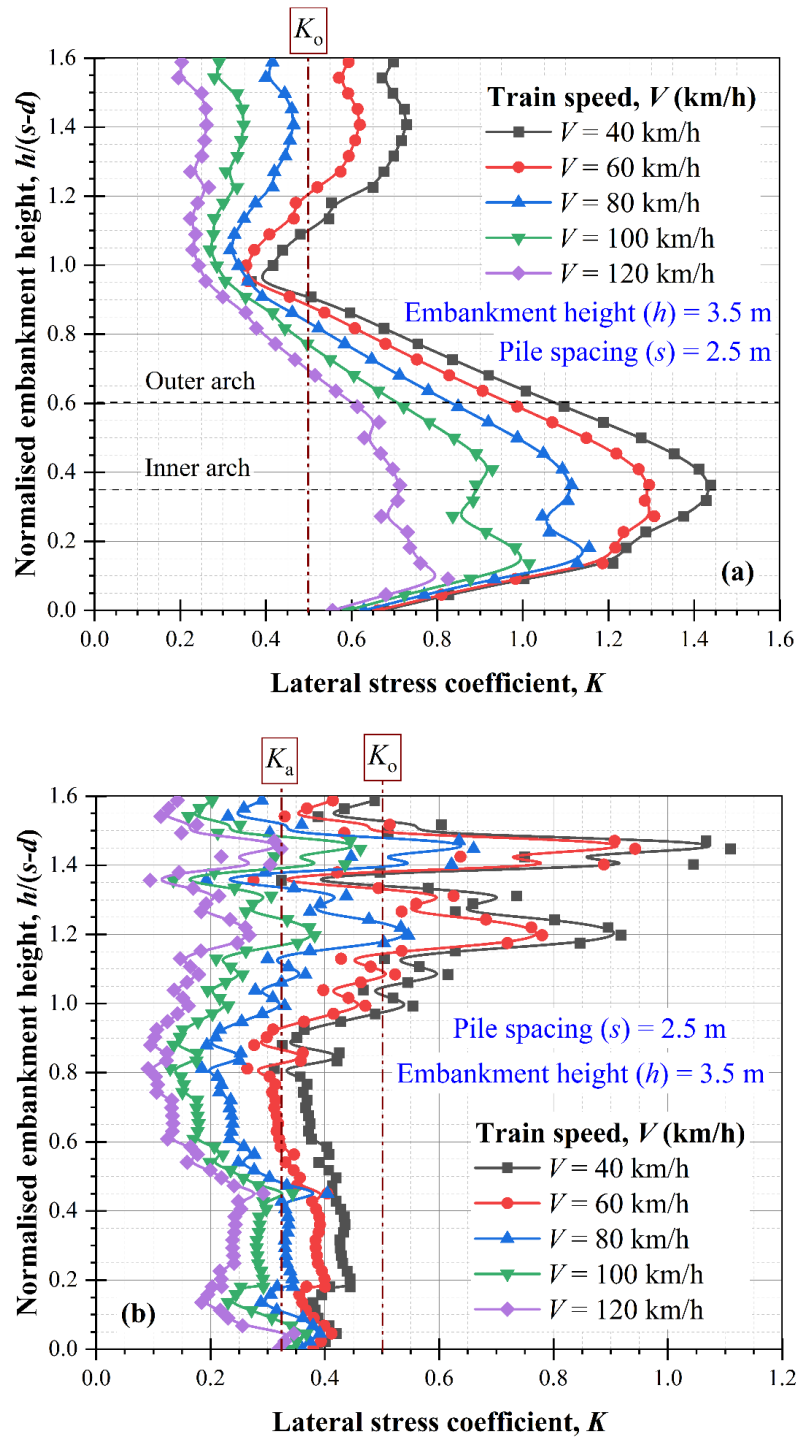 Ko
1.6
1.4
1.2
1.0
0.8
0.6
0.4
0.2
0.0
Normalised embankment height, h/(s-d)
Train speed, V (km/h)
V = 40 km/h
V = 60 km/h
V = 80 km/h
V = 100 km/h
V = 120 km/h
Embankment height (h) = 3.5 m
Pile spacing (s) = 2.5 m
Outer arch
Inner arch
(a)
0.0 0.2 0.4 0.6 0.8 1.0 1.2 1.4 1.6
Lateral stress coefficient, K
Ka Ko
1.6
1.4
1.2
1.0
0.8
0.6
0.4
0.2
0.0
Normalised embankment height, h/(s-d)
Pile spacing (s) = 2.5 m
Embankment height (h) = 3.5 m
Train speed, V (km/h)
V = 40 km/h
V = 60 km/h
V = 80 km/h
V = 100 km/h
V = 120 km/h
(b)
0.0 0.2 0.4 0.6 0.8 1.0 1.2
Lateral stress coefficient, K